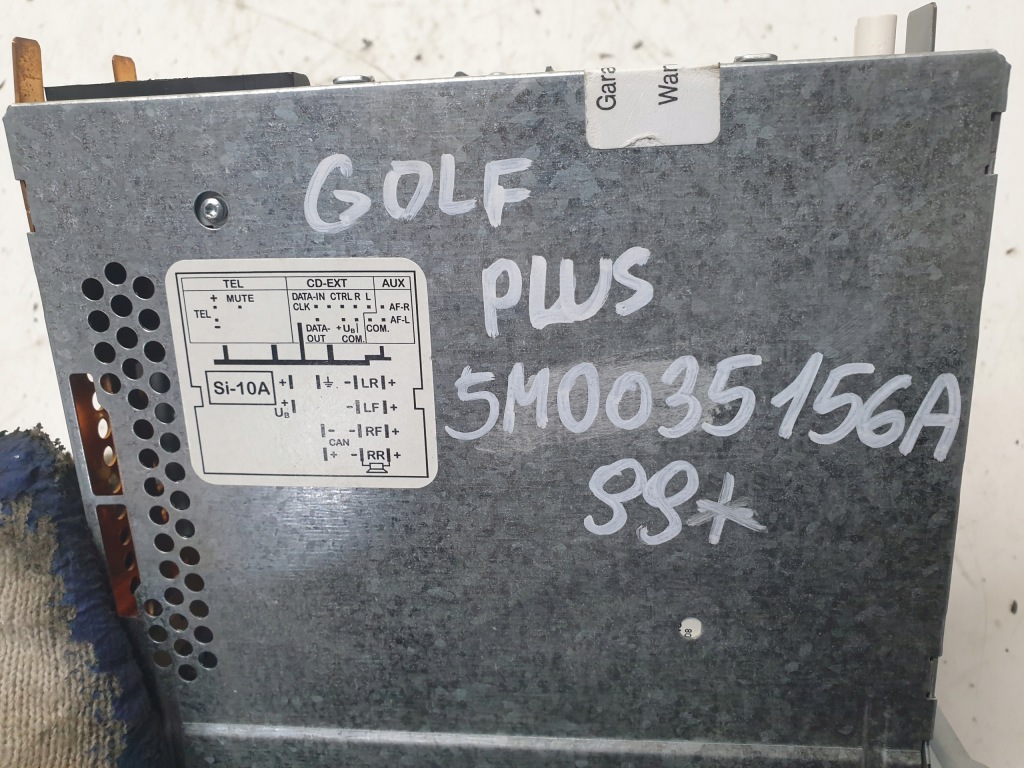 Gara
War
GOLF
PLUS
5M0035156A
99*
TEL CD-EXT AUX
+ MUTE DATA-IN CTRL R L
CLK AF-R
TEL AF-L
- DATA- +UB COM.
OUT COM.
Si-10A + ⏚ - LR +
+ UB - LF +
- - RF +
CAN
+ - RR +